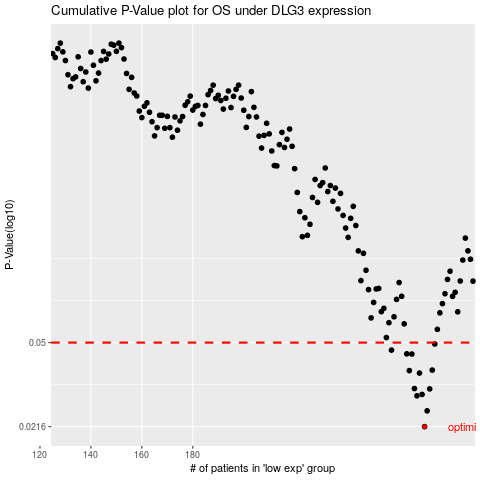 Cumulative P-Value plot for OS under DLG3 expression
P-Value(log10)
0.05
0.0216
optimi
120
140
160
180
# of patients in 'low exp' group